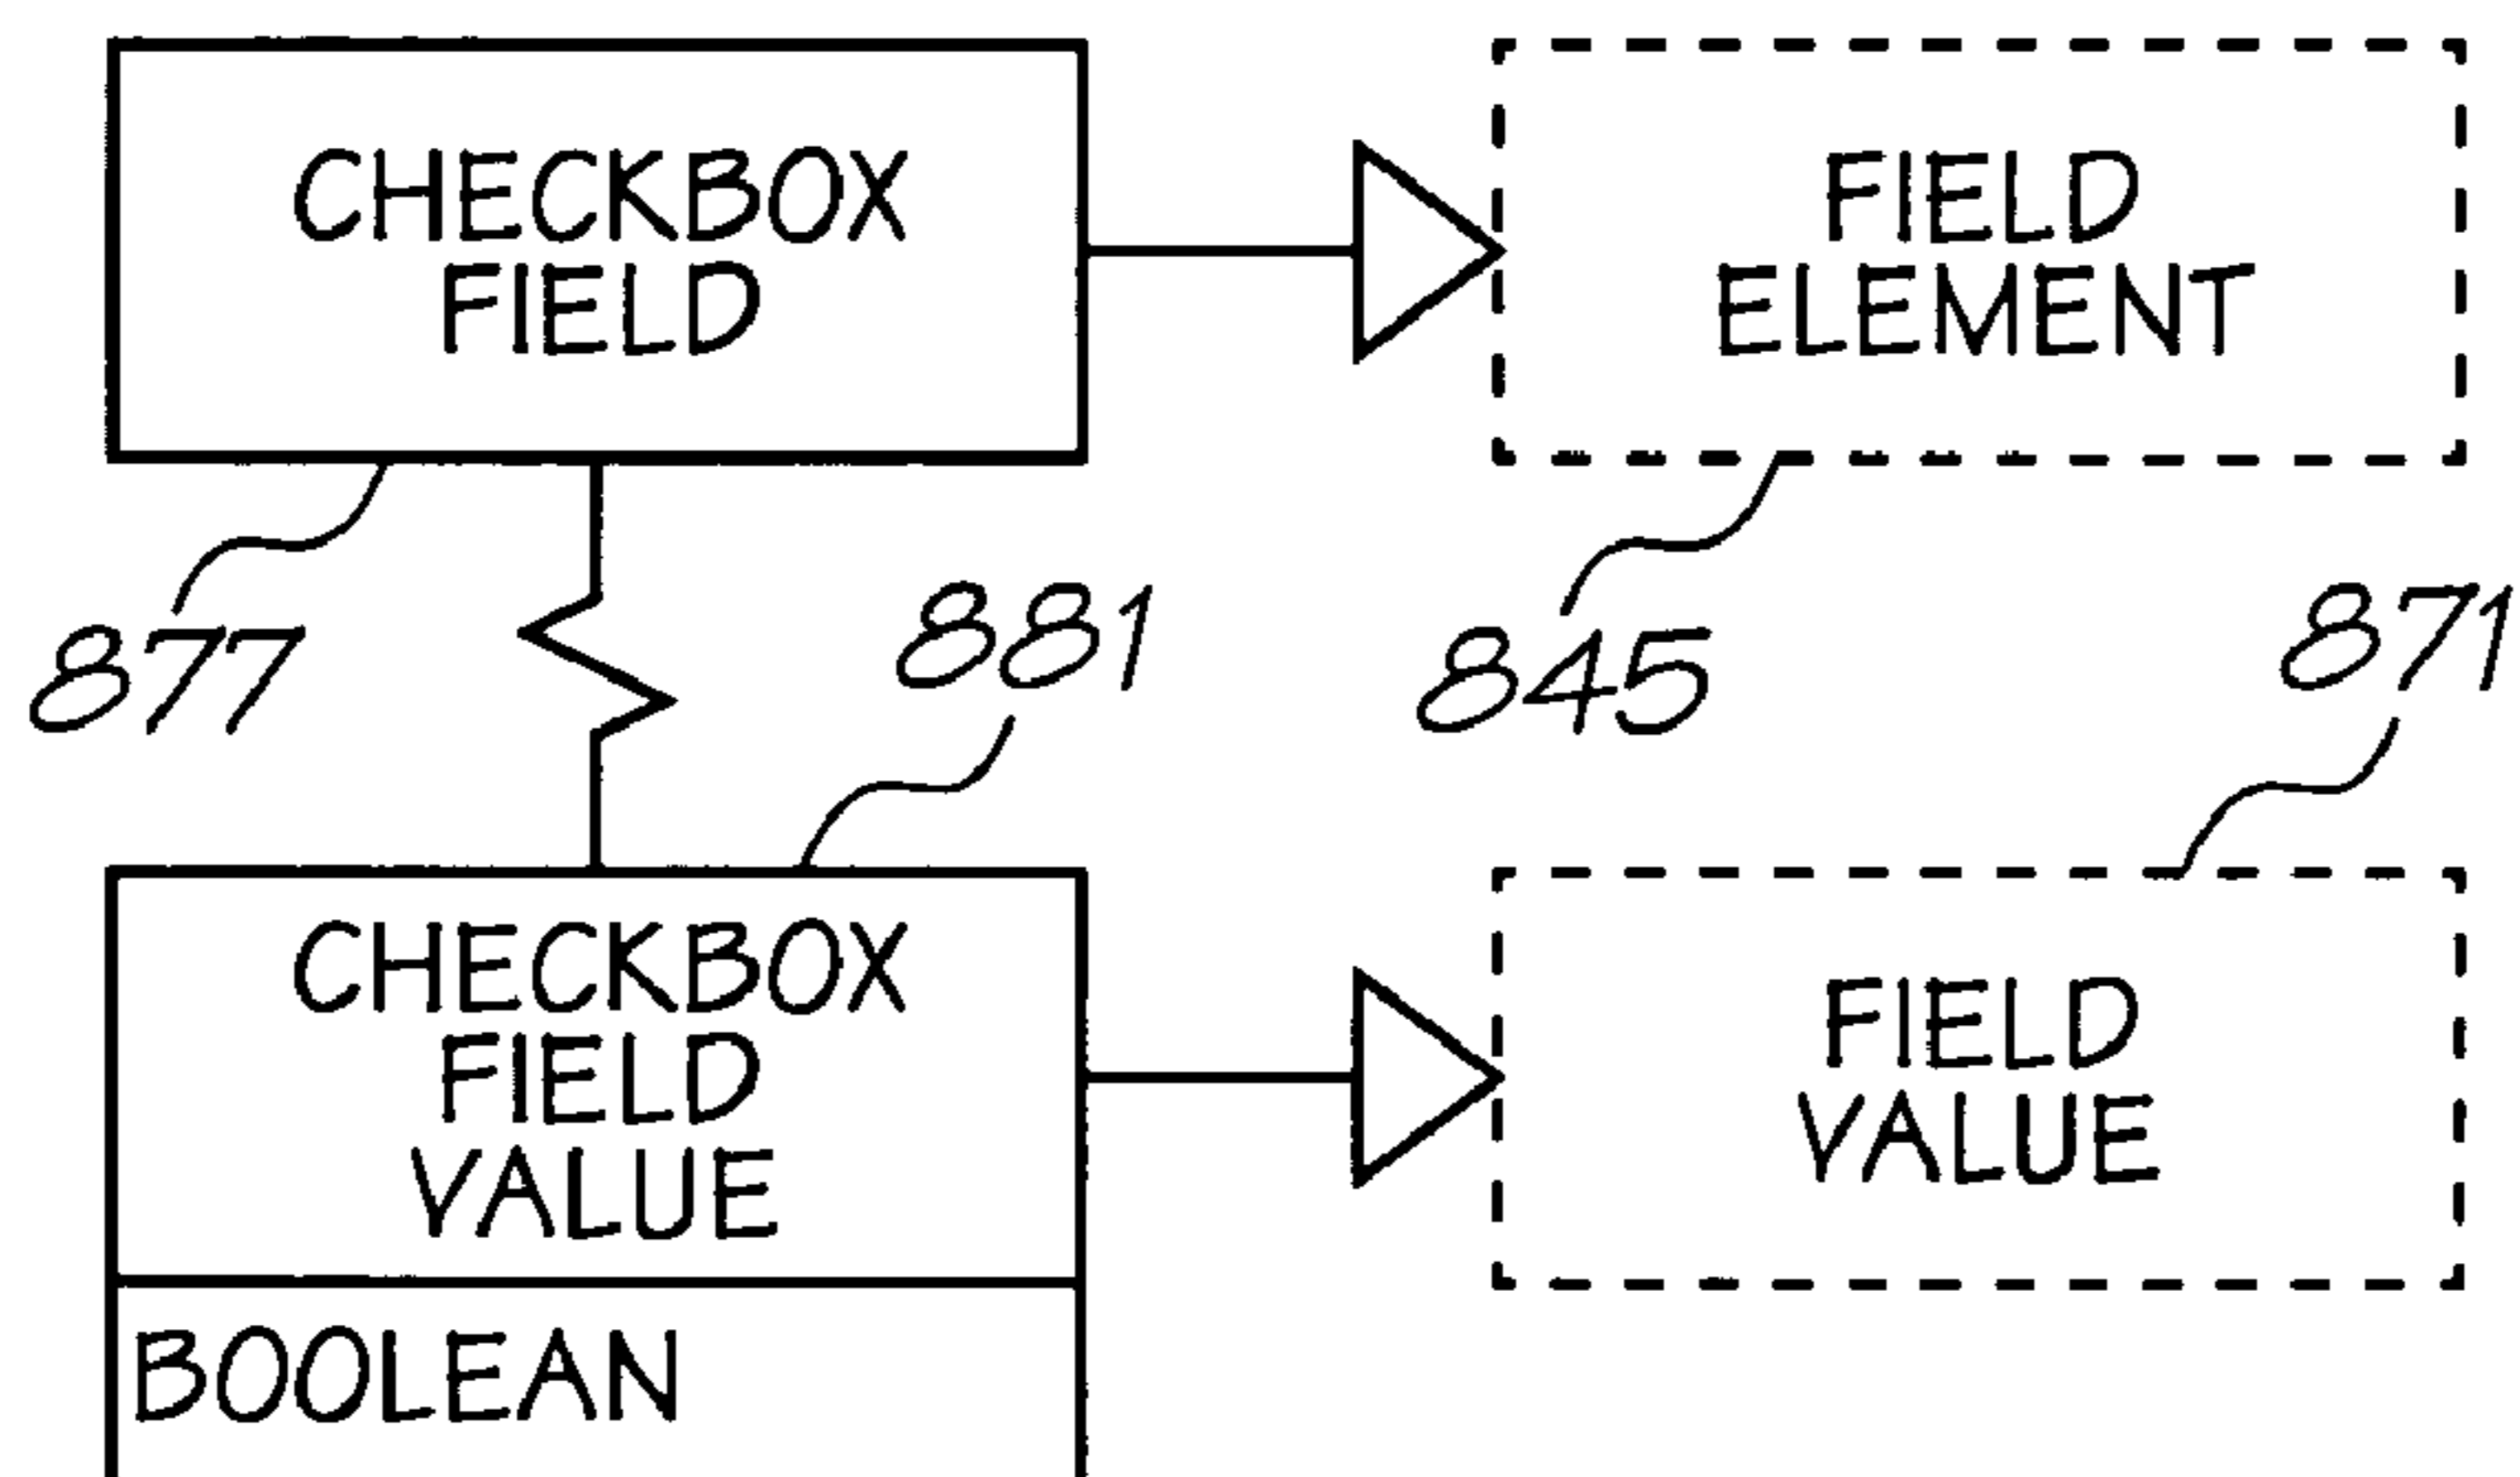 CHECKBOX
FIELD
FIELD
ELEMENT
877
881
845
871
CHECKBOX
FIELD
VALUE
FIELD
VALUE
BOOLEAN